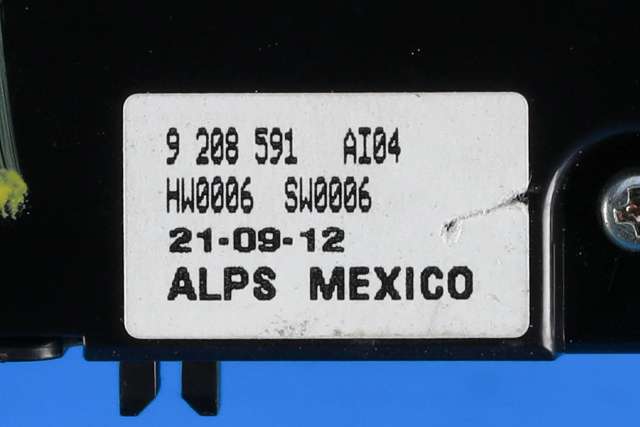 9 208 591 AI04
HW0006 SW0006
21-09-12
ALPS MEXICO